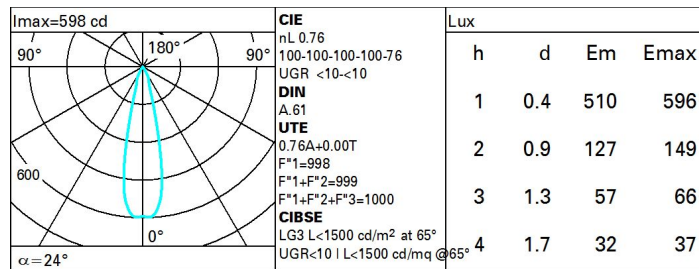 Imax=598 cd
90°
180°
90°
600
0°
α=24°
CIE
nL 0.76
100-100-100-100-76
UGR <10-<10
DIN
A.61
UTE
0.76A+0.00T
F"1=998
F"1+F"2=999
F"1+F"2+F"3=1000
CIBSE
LG3 L<1500 cd/m² at 65°
UGR<10 | L<1500 cd/mq @65°
Lux
h d Em Emax
1 0.4 510 596
2 0.9 127 149
3 1.3 57 66
4 1.7 32 37